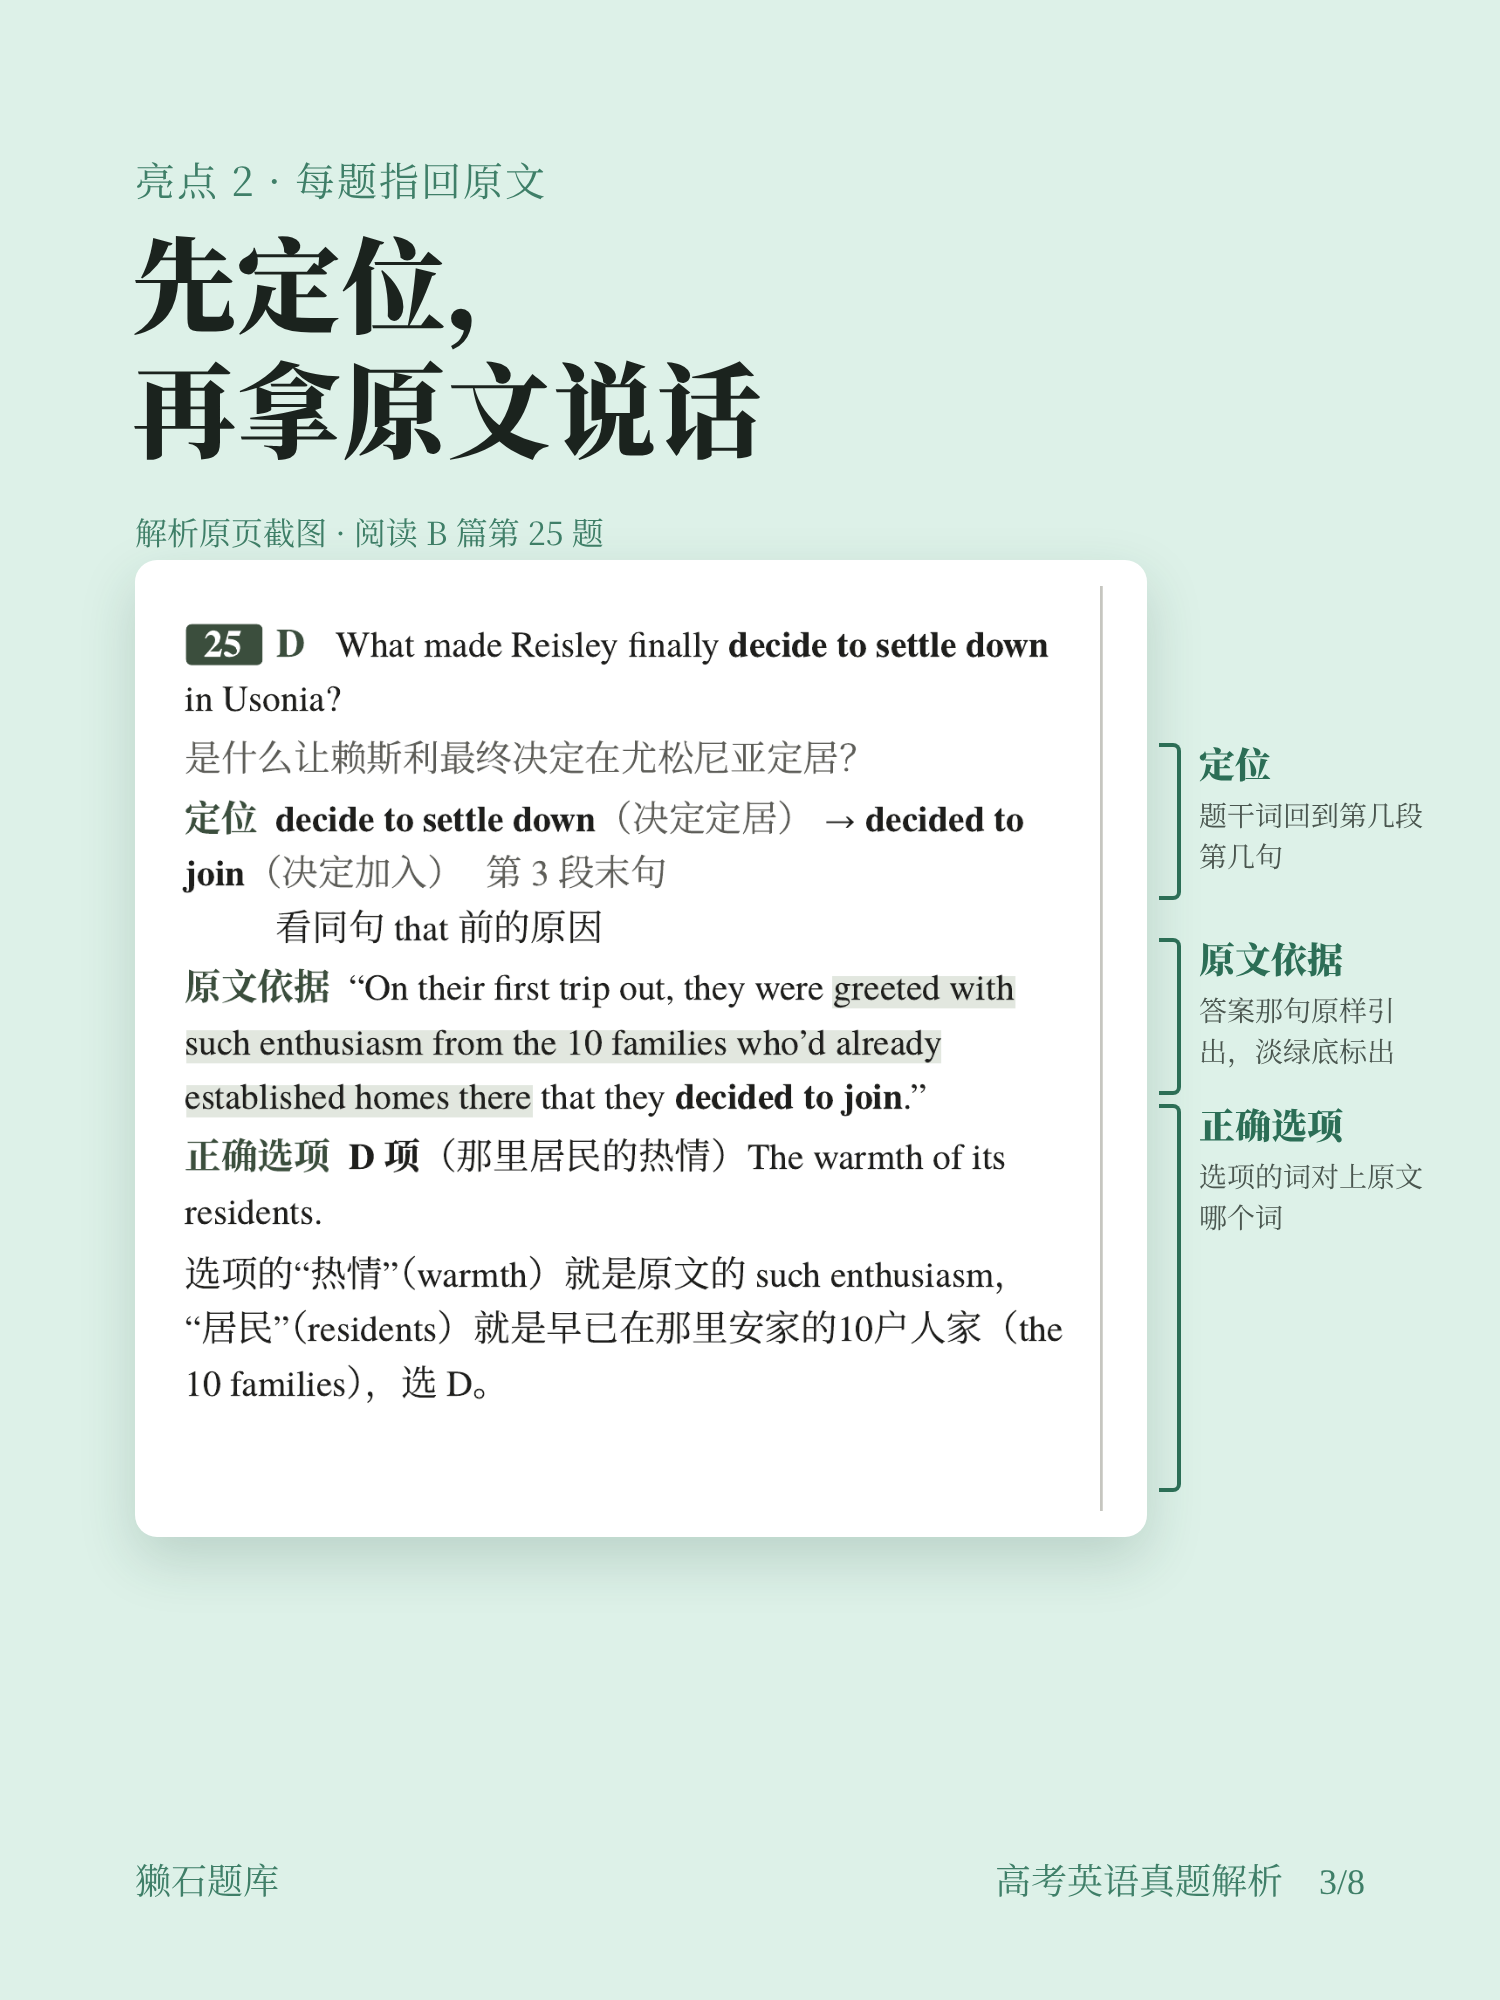 亮点 2 · 每题指回原文
先定位,
再拿原文说话
解析原页截图 · 阅读 B 篇第 25 题
25 D What made Reisley finally decide to settle down
in Usonia?
是什么让赖斯利最终决定在尤松尼亚定居？
定位 decide to settle down（决定定居） → decided to
join（决定加入） 第 3 段末句
看同句 that 前的原因
原文依据 “On their first trip out, they were greeted with
such enthusiasm from the 10 families who’d already
established homes there that they decided to join.”
正确选项 D 项（那里居民的热情）The warmth of its
residents.
选项的“热情”（warmth）就是原文的 such enthusiasm,
“居民”（residents）就是早已在那里安家的10户人家（the
10 families），选 D。
定位
题干词回到第几段
第几句
原文依据
答案那句原样引
出，淡绿底标出
正确选项
选项的词对上原文
哪个词
獭石题库
高考英语真题解析 3/8